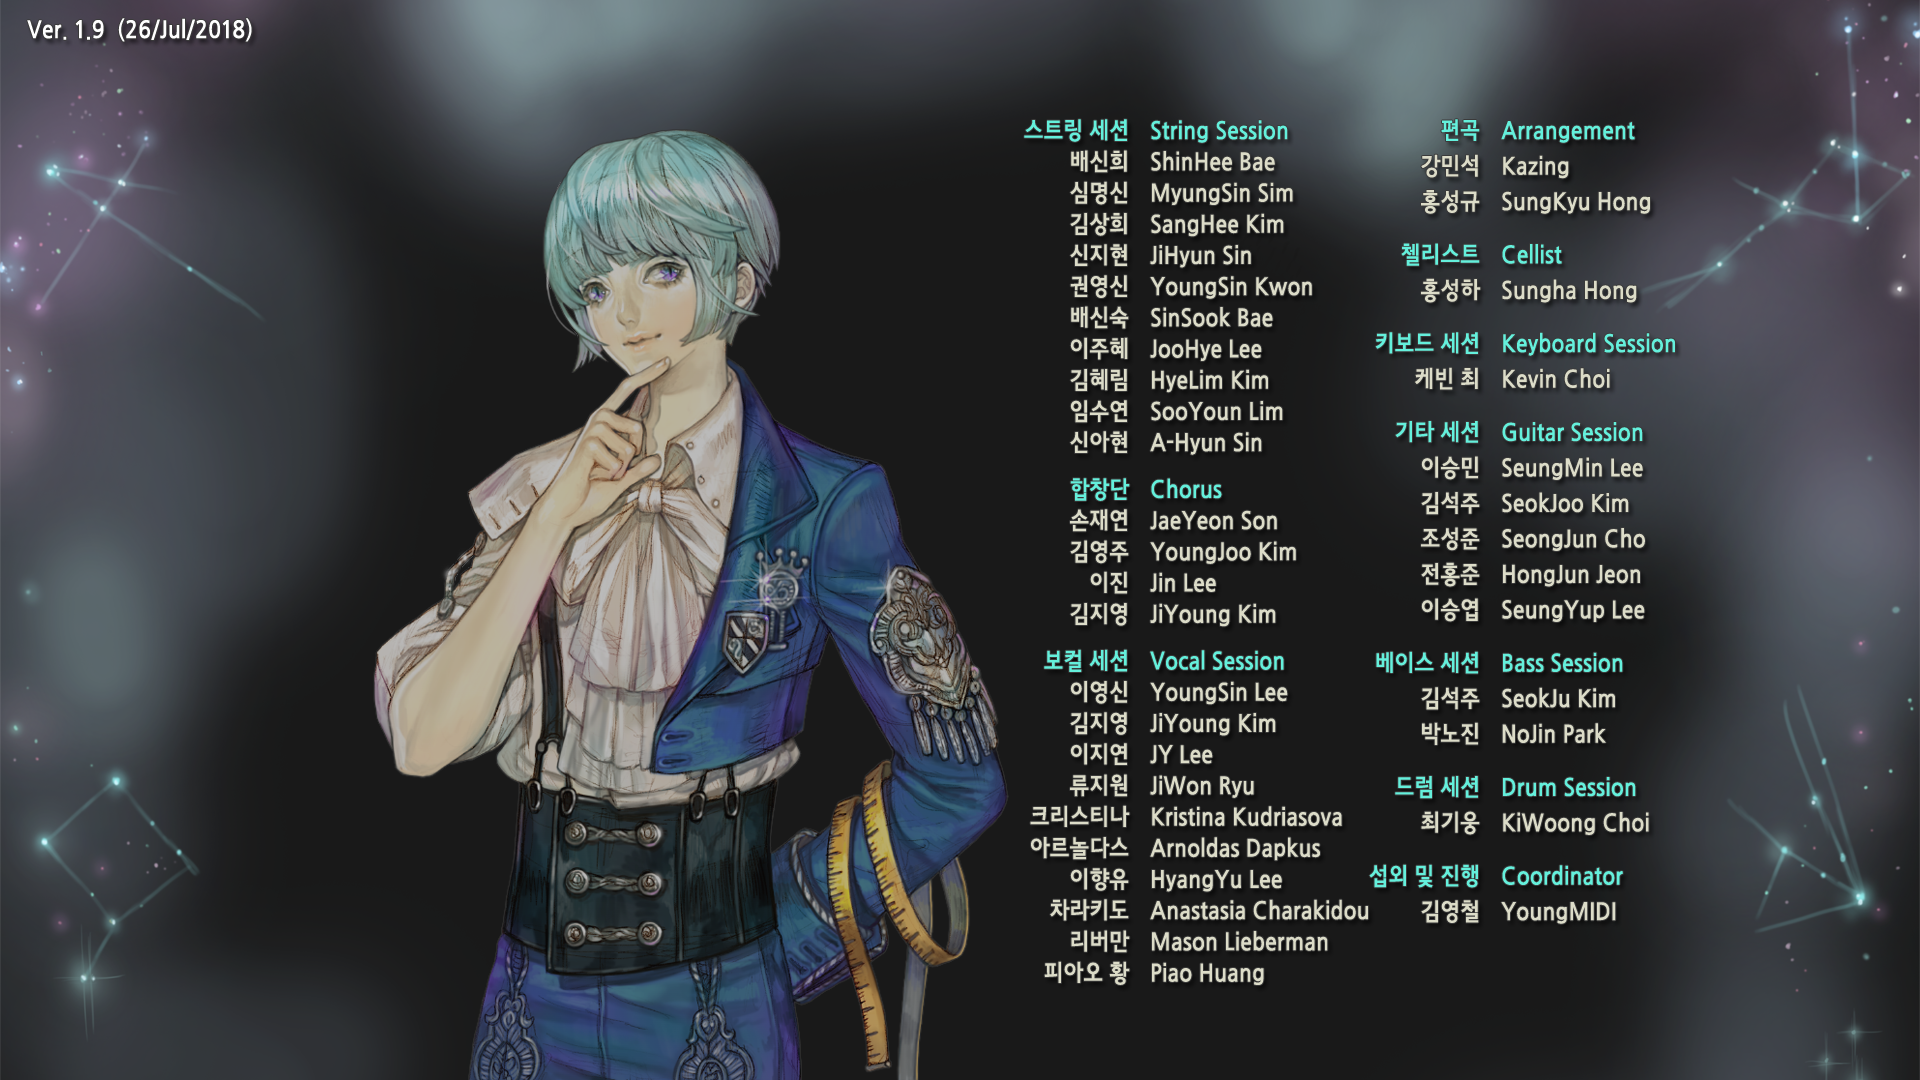 Ver. 1.9  (26/Jul/2018)
스트링 세션 String Session
배신희 ShinHee Bae
심명신 MyungSin Sim
김상희 SangHee Kim
신지현 JiHyun Sin
권영신 YoungSin Kwon
배신숙 SinSook Bae
이주혜 JooHye Lee
김혜림 HyeLim Kim
임수연 SooYoun Lim
신아현 A-Hyun Sin
합창단 Chorus
손재연 JaeYeon Son
김영주 YoungJoo Kim
이진 Jin Lee
김지영 JiYoung Kim
보컬 세션 Vocal Session
이영신 YoungSin Lee
김지영 JiYoung Kim
이지연 JY Lee
류지원 JiWon Ryu
크리스티나 Kristina Kudriasova
아르놀다스 Arnoldas Dapkus
이향유 HyangYu Lee
차라키도 Anastasia Charakidou
리버만 Mason Lieberman
피아오 황 Piao Huang
편곡 Arrangement
강민석 Kazing
홍성규 SungKyu Hong
첼리스트 Cellist
홍성하 Sungha Hong
키보드 세션 Keyboard Session
케빈 최 Kevin Choi
기타 세션 Guitar Session
이승민 SeungMin Lee
김석주 SeokJoo Kim
조성준 SeongJun Cho
전홍준 HongJun Jeon
이승엽 SeungYup Lee
베이스 세션 Bass Session
김석주 SeokJu Kim
박노진 NoJin Park
드럼 세션 Drum Session
최기웅 KiWoong Choi
섭외 및 진행 Coordinator
김영철 YoungMIDI